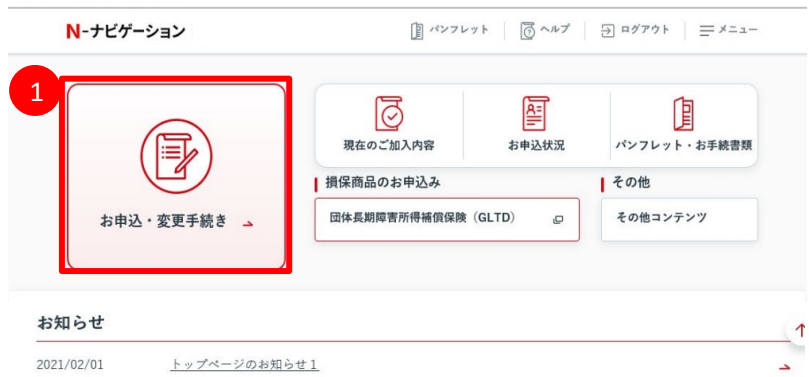 N-ナビゲーション
パンフレット
ヘルプ
ログアウト
メニュー
1
お申込・変更手続き
現在のご加入内容
お申込状況
パンフレット・お手続書類
損保商品のお申込み
団体長期障害所得補償保険（GLTD）
その他
その他コンテンツ
お知らせ
2021/02/01 トップページのお知らせ1